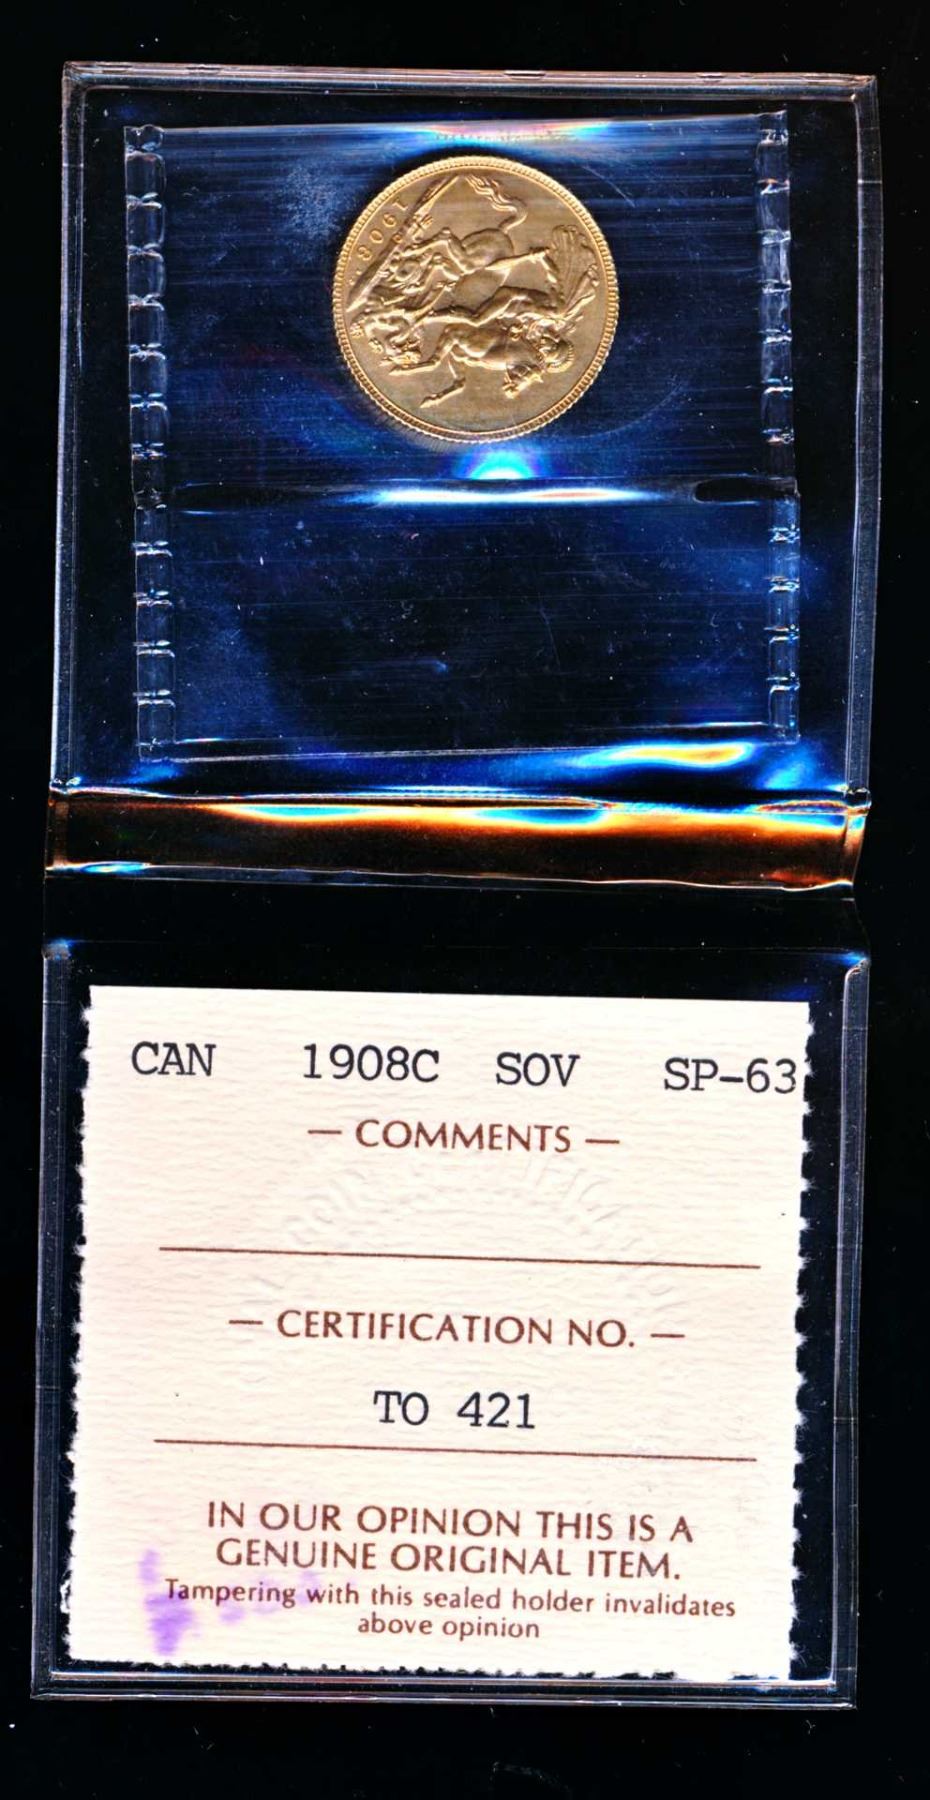 1908
CAN 1908C SOV SP-63
— COMMENTS —
— CERTIFICATION NO. —
TO 421
IN OUR OPINION THIS IS A
GENUINE ORIGINAL ITEM.
Tampering with this sealed holder invalidates
above opinion